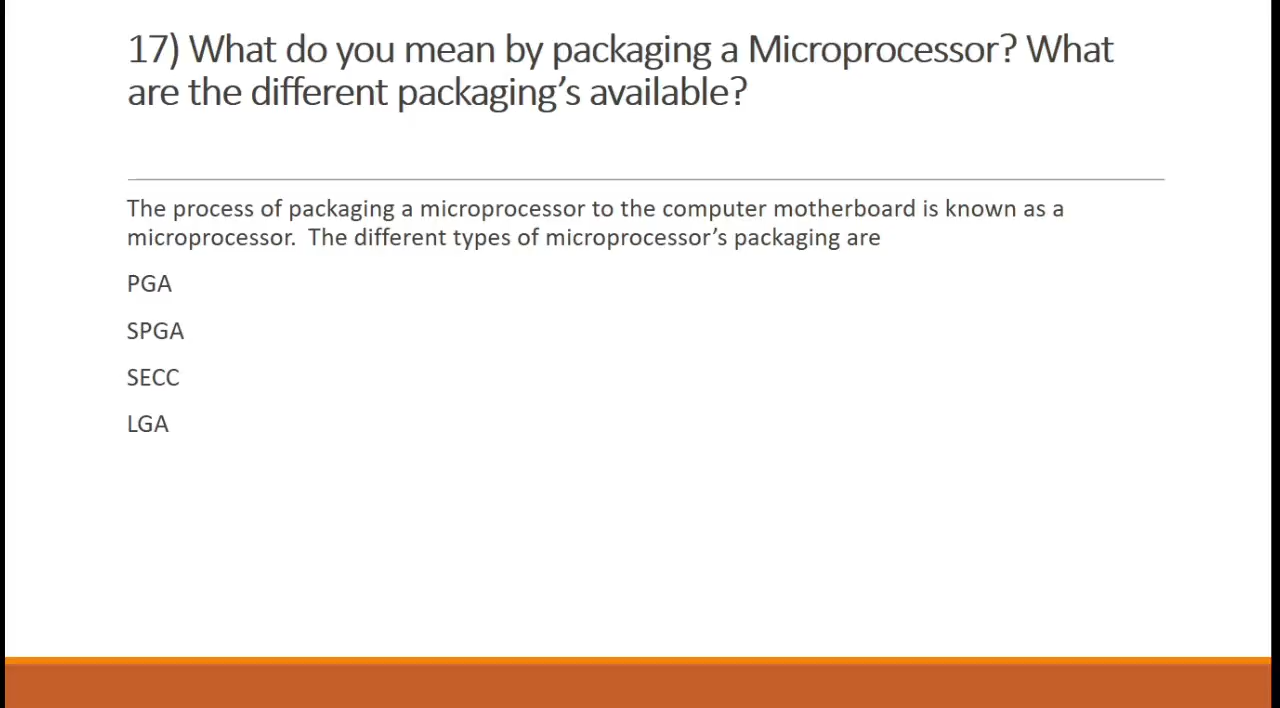 17) What do you mean by packaging a Microprocessor? What
are the different packaging’s available?
The process of packaging a microprocessor to the computer motherboard is known as a
microprocessor.  The different types of microprocessor’s packaging are
PGA
SPGA
SECC
LGA